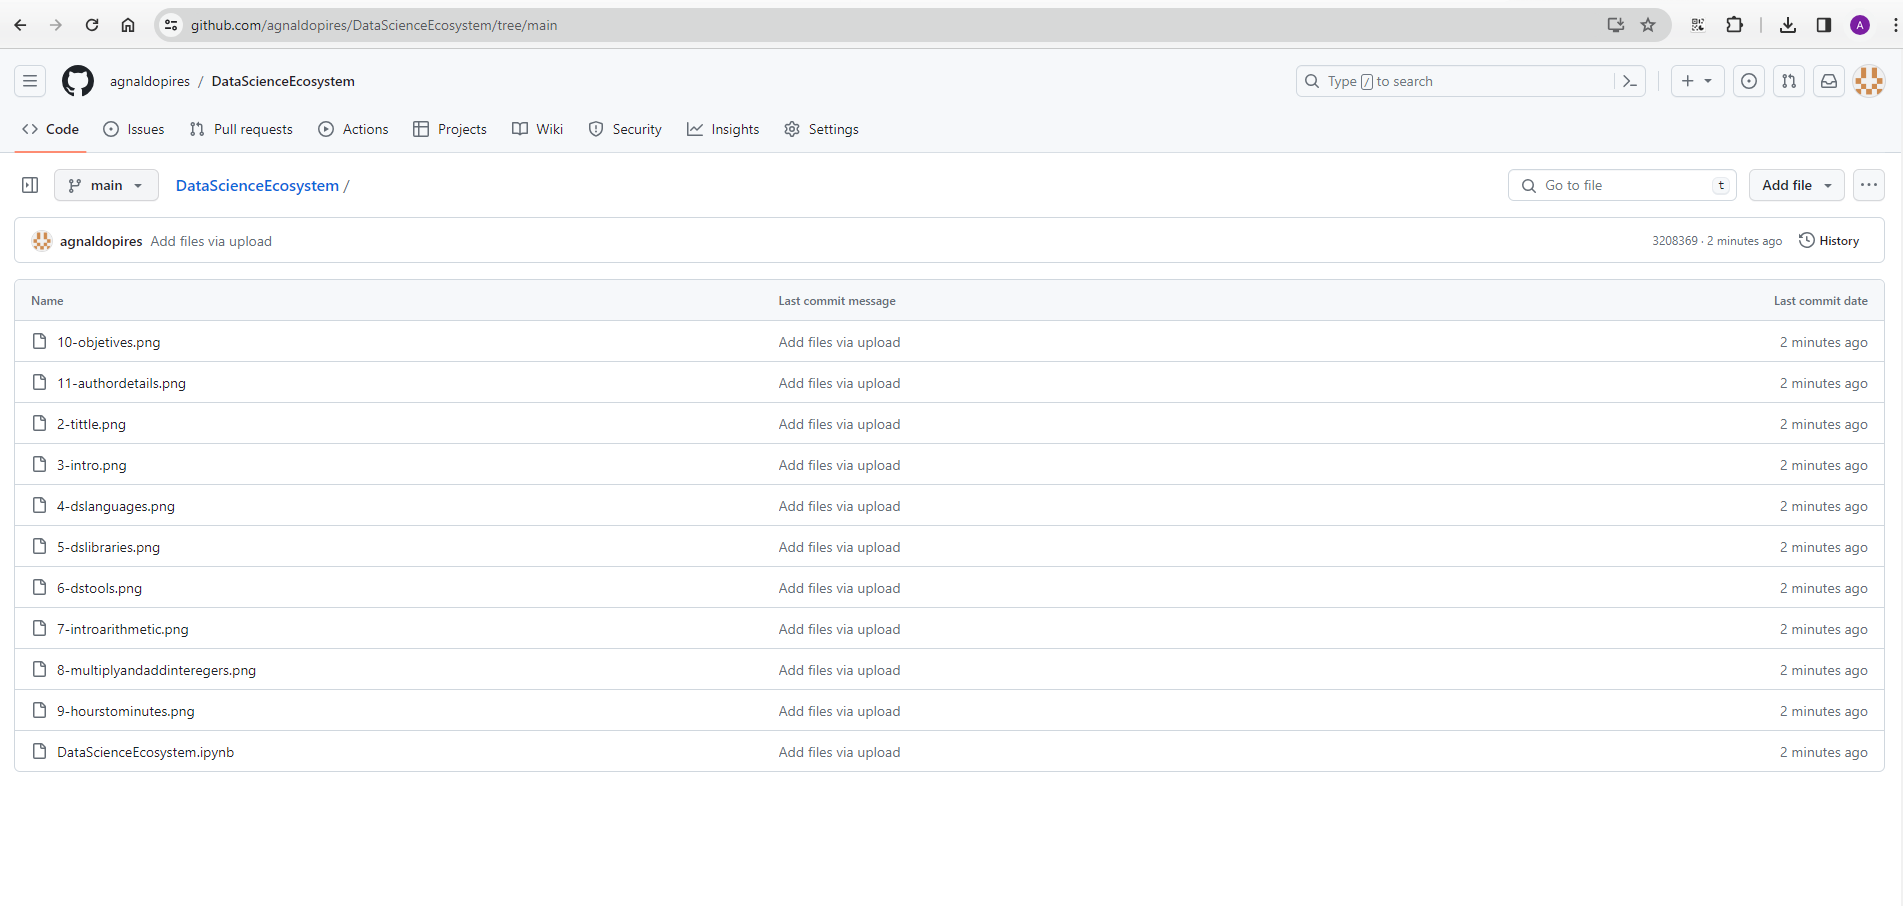 github.com/agnaldopires/DataScienceEcosystem/tree/main
A
agnaldopires / DataScienceEcosystem
Type / to search
Code Issues Pull requests Actions Projects Wiki Security Insights Settings
main DataScienceEcosystem / Go to file t Add file
agnaldopires Add files via upload 3208369 · 2 minutes ago History
Name Last commit message Last commit date
10-objetives.png Add files via upload 2 minutes ago
11-authordetails.png Add files via upload 2 minutes ago
2-tittle.png Add files via upload 2 minutes ago
3-intro.png Add files via upload 2 minutes ago
4-dslanguages.png Add files via upload 2 minutes ago
5-dslibraries.png Add files via upload 2 minutes ago
6-dstools.png Add files via upload 2 minutes ago
7-introarithmetic.png Add files via upload 2 minutes ago
8-multiplyandaddinteregers.png Add files via upload 2 minutes ago
9-hourstominutes.png Add files via upload 2 minutes ago
DataScienceEcosystem.ipynb Add files via upload 2 minutes ago